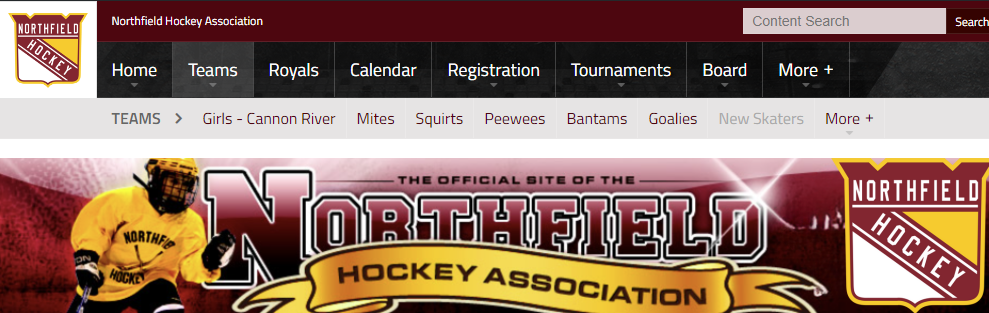 NORTHFIELD
HOCKEY
Northfield Hockey Association
Content Search
Search
Home
Teams
Royals
Calendar
Registration
Tournaments
Board
More +
TEAMS
Girls - Cannon River
Mites
Squirts
Peewees
Bantams
Goalies
New Skaters
More +
THE OFFICIAL SITE OF THE
NORTHFIELD
HOCKEY ASSOCIATION
NORTHFIELD
HOCKEY
NORTHFIELD
HOCKEY